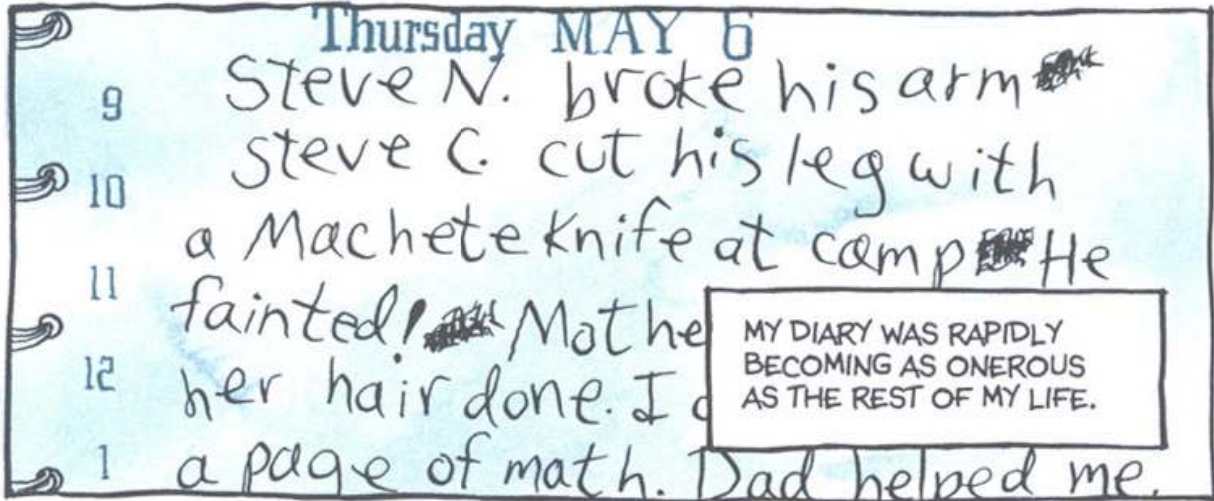 Thursday MAY 6
9
Steve N. broke his arm
10
steve C. cut his leg with
a Machete knife at camp He
11
fainted! Mothe
12
her hair done. I
1
a page of math. Dad helped me.
MY DIARY WAS RAPIDLY
BECOMING AS ONEROUS
AS THE REST OF MY LIFE.